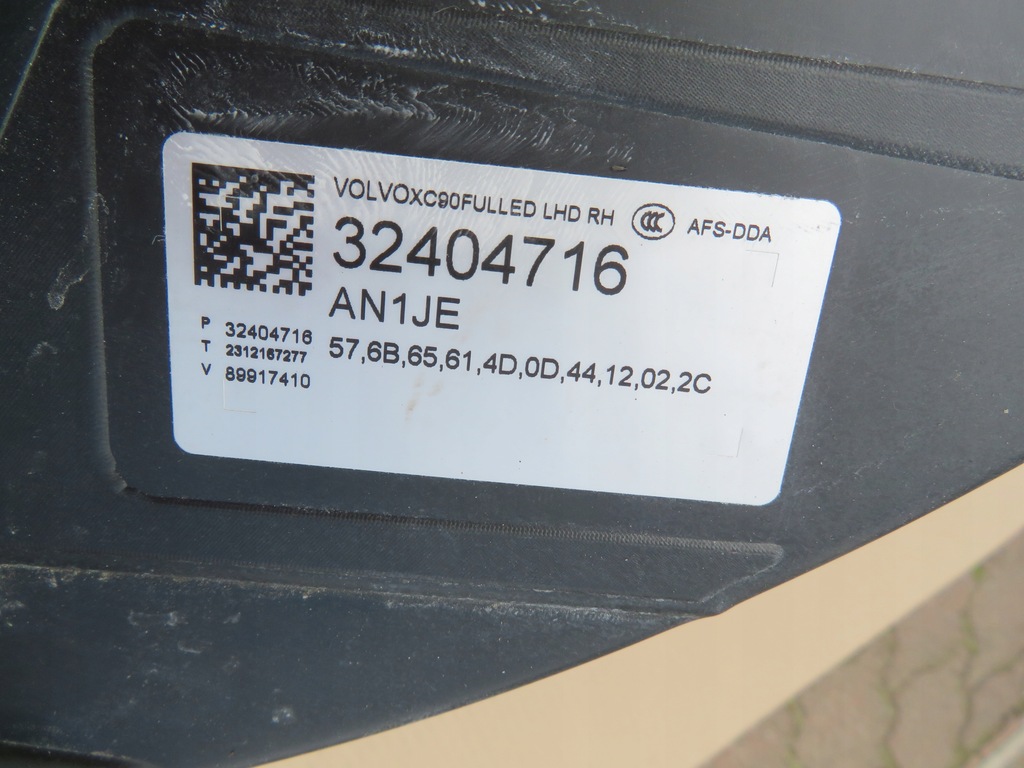 VOLVOXC90FULLED LHD RH CCC AFS-DDA
32404716
AN1JE
57,6B,65,61,4D,0D,44,12,02,2C
P 32404716
T 2312167277
V 89917410